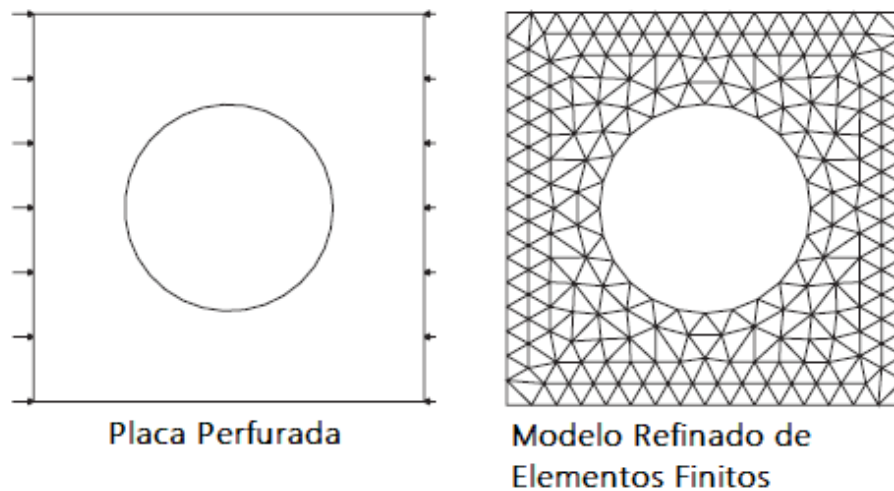 Placa Perfurada
Modelo Refinado de
Elementos Finitos